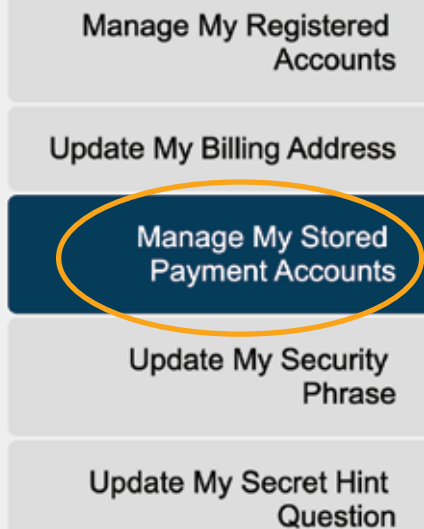 Manage My Registered
Accounts
Update My Billing Address
Manage My Stored
Payment Accounts
Update My Security
Phrase
Update My Secret Hint
Question